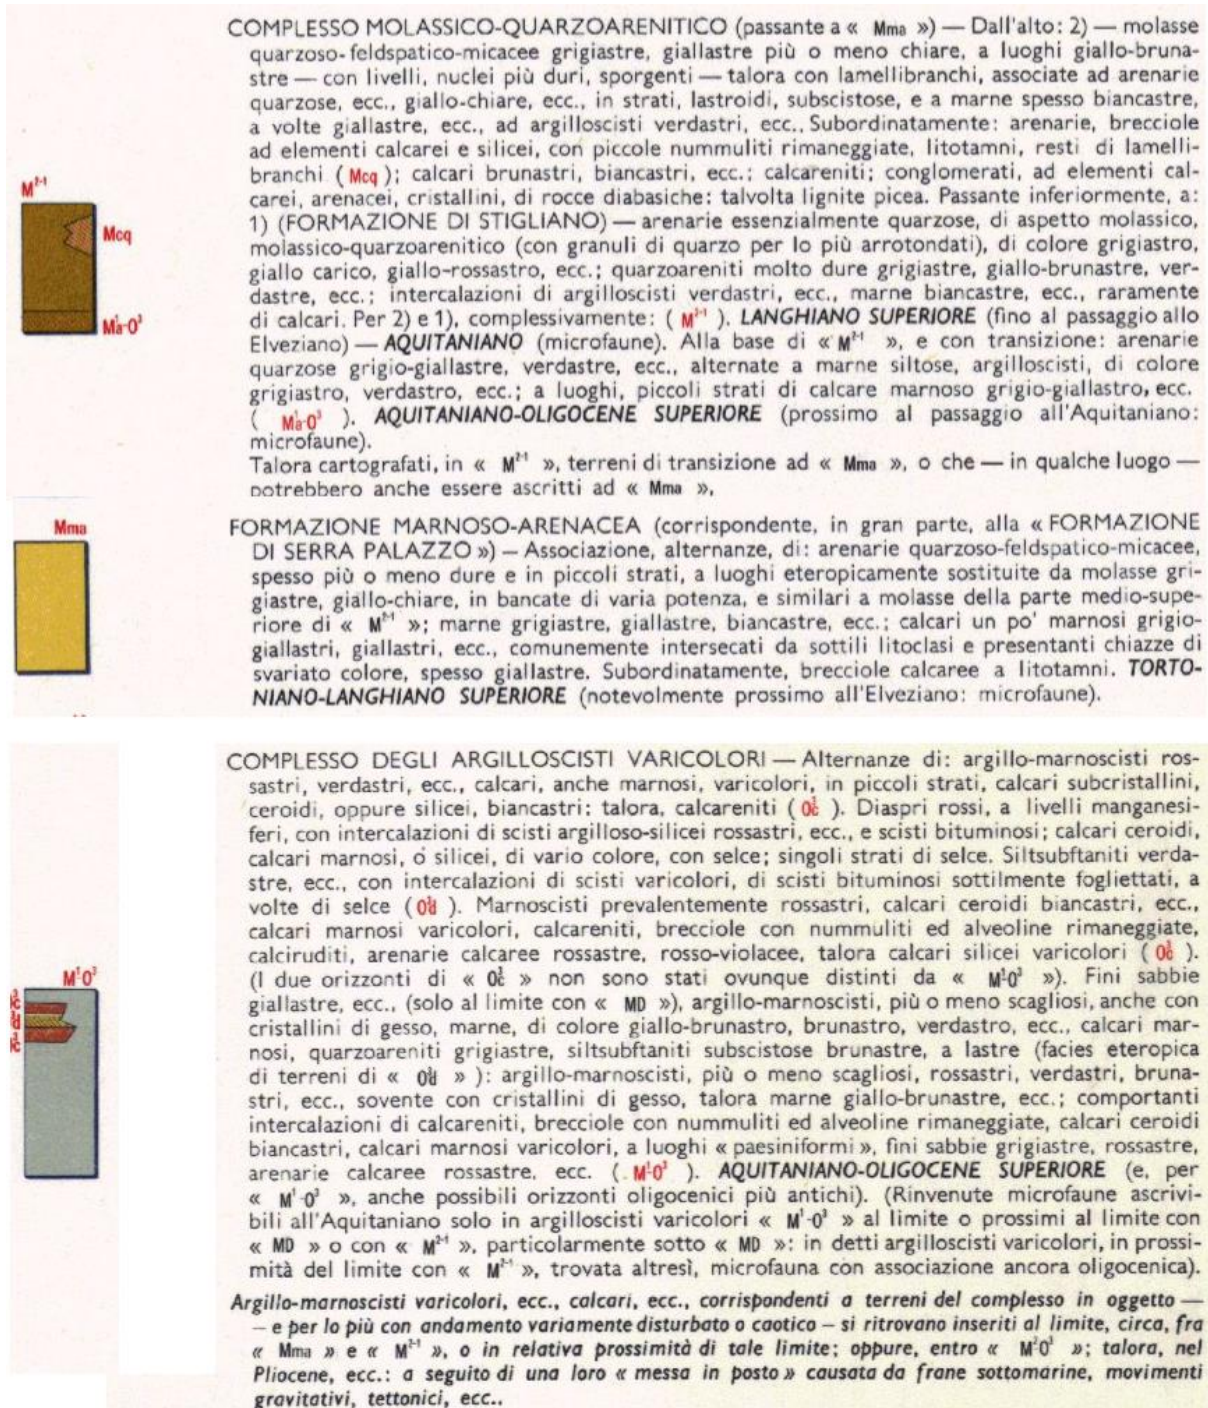 COMPLESSO MOLASSICO-QUARZOARENITICO (passante a « Mma ») — Dall'alto: 2) — molasse
quarzoso-feldspatico-micacee grigiastre, giallastre più o meno chiare, a luoghi giallo-bruna-
stre — con livelli, nuclei più duri, sporgenti — talora con lamellibranchi, associate ad arenarie
quarzose, ecc., giallo-chiare, ecc., in strati, lastroidi, subscistose, e a marne spesso biancastre,
a volte giallastre, ecc., ad argilloscisti verdastri, ecc.. Subordinatamente: arenarie, brecciole
ad elementi calcarei e silicei, con piccole nummuliti rimaneggiate, litotamni, resti di lamelli-
branchi ( Mcq ); calcari brunastri, biancastri, ecc.; calcareniti; conglomerati, ad elementi cal-
carei, arenacei, cristallini, di rocce diabasiche: talvolta lignite picea. Passante inferiormente, a:
1) (FORMAZIONE DI STIGLIANO) — arenarie essenzialmente quarzose, di aspetto molassico,
molassico-quarzoarenitico (con granuli di quarzo per lo più arrotondati), di colore grigiastro,
giallo carico, giallo-rossastro, ecc.; quarzoareniti molto dure grigiastre, giallo-brunastre, ver-
dastre, ecc.; intercalazioni di argilloscisti verdastri, ecc., marne biancastre, ecc., raramente
di calcari. Per 2) e 1), complessivamente: ( M²⁻¹ ). LANGHIANO SUPERIORE (fino al passaggio allo
Elveziano) — AQUITANIANO (microfaune). Alla base di « M²⁻¹ », e con transizione: arenarie
quarzose grigio-giallastre, verdastre, ecc., alternate a marne siltose, argilloscisti, di colore
grigiastro, verdastro, ecc.; a luoghi, piccoli strati di calcare marnoso grigio-giallastro, ecc.
( M¹a-O³ ). AQUITANIANO-OLIGOCENE SUPERIORE (prossimo al passaggio all'Aquitaniano:
microfaune).
Talora cartografati, in « M²⁻¹ », terreni di transizione ad « Mma », o che — in qualche luogo —
potrebbero anche essere ascritti ad « Mma ».
M²⁻¹
Mcq
M¹a-O³
Mma
FORMAZIONE MARNOSO-ARENACEA (corrispondente, in gran parte, alla « FORMAZIONE
DI SERRA PALAZZO ») — Associazione, alternanze, di: arenarie quarzoso-feldspatico-micacee,
spesso più o meno dure e in piccoli strati, a luoghi eteropicamente sostituite da molasse gri-
giastre, giallo-chiare, in bancate di varia potenza, e similari a molasse della parte medio-supe-
riore di « M²⁻¹ »; marne grigiastre, giallastre, biancastre, ecc.; calcari un po' marnosi grigio-
giallastri, giallastri, ecc., comunemente intersecati da sottili litoclasi e presentanti chiazze di
svariato colore, spesso giallastre. Subordinatamente, brecciole calcaree a litotamni. TORTO-
NIANO-LANGHIANO SUPERIORE (notevolmente prossimo all'Elveziano: microfaune).
COMPLESSO DEGLI ARGILLOSCISTI VARICOLORI — Alternanze di: argillo-marnoscisti ros-
sastri, verdastri, ecc., calcari, anche marnosi, varicolori, in piccoli strati, calcari subcristallini,
ceroidi, oppure silicei, biancastri: talora, calcareniti ( O³c ). Diaspri rossi, a livelli manganesi-
feri, con intercalazioni di scisti argilloso-silicei rossastri, ecc., e scisti bituminosi; calcari ceroidi,
calcari marnosi, o silicei, di vario colore, con selce; singoli strati di selce. Siltsubftaniti verda-
stre, ecc., con intercalazioni di scisti varicolori, di scisti bituminosi sottilmente fogliettati, a
volte di selce ( O³d ). Marnoscisti prevalentemente rossastri, calcari ceroidi biancastri, ecc.,
calcari marnosi varicolori, calcareniti, brecciole con nummuliti ed alveoline rimaneggiate,
calciruditi, arenarie calcaree rossastre, rosso-violacee, talora calcari silicei varicolori ( O³c ).
(I due orizzonti di « O³c » non sono stati ovunque distinti da « M¹-O³ »). Fini sabbie
giallastre, ecc., (solo al limite con « MD »), argillo-marnoscisti, più o meno scagliosi, anche con
cristallini di gesso, marne, di colore giallo-brunastro, brunastro, verdastro, ecc., calcari mar-
nosi, quarzoareniti grigiastre, siltsubftaniti subscistose brunastre, a lastre (facies eteropica
di terreni di « O³d » ): argillo-marnoscisti, più o meno scagliosi, rossastri, verdastri, bruna-
stri, ecc., sovente con cristallini di gesso, talora marne giallo-brunastre, ecc.; comportanti
intercalazioni di calcareniti, brecciole con nummuliti ed alveoline rimaneggiate, calcari ceroidi
biancastri, calcari marnosi varicolori, a luoghi « paesiniformi », fini sabbie grigiastre, rossastre,
arenarie calcaree rossastre, ecc. ( M¹-O³ ). AQUITANIANO-OLIGOCENE SUPERIORE (e, per
« M¹-O³ », anche possibili orizzonti oligocenici più antichi). (Rinvenute microfaune ascrivi-
bili all'Aquitaniano solo in argilloscisti varicolori « M¹-O³ » al limite o prossimi al limite con
« MD » o con « M²⁻¹ », particolarmente sotto « MD »: in detti argilloscisti varicolori, in prossi-
mità del limite con « M²⁻¹ », trovata altresì, microfauna con associazione ancora oligocenica).
Argillo-marnoscisti varicolori, ecc., calcari, ecc., corrispondenti a terreni del complesso in oggetto —
— e per lo più con andamento variamente disturbato o caotico — si ritrovano inseriti al limite, circa, fra
« Mma » e « M²⁻¹ », o in relativa prossimità di tale limite; oppure, entro « M²O³ »; talora, nel
Pliocene, ecc.: a seguito di una loro « messa in posto » causata da frane sottomarine, movimenti
gravitativi, tettonici, ecc..
M¹-O³